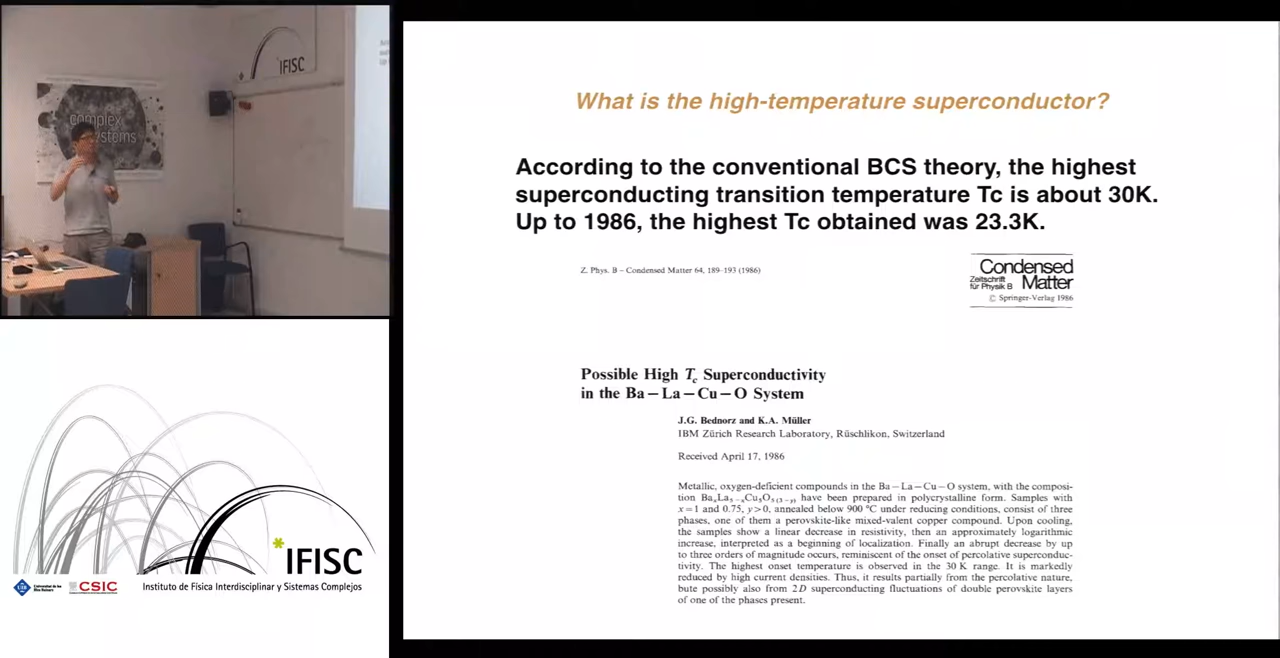 IFISC
complex
systems
What is the high-temperature superconductor?
According to the conventional BCS theory, the highest
superconducting transition temperature Tc is about 30K.
Up to 1986, the highest Tc obtained was 23.3K.
Z. Phys. B – Condensed Matter 64, 189–193 (1986)
Condensed
Zeitschrift
für Physik B Matter
© Springer-Verlag 1986
Possible High Tc Superconductivity
in the Ba – La – Cu – O System
J.G. Bednorz and K.A. Müller
IBM Zürich Research Laboratory, Rüschlikon, Switzerland
Received April 17, 1986
Metallic, oxygen-deficient compounds in the Ba – La – Cu – O system, with the composi-
tion BaxLa5−xCu5O5(3−y) have been prepared in polycrystalline form. Samples with
x=1 and 0.75, y>0, annealed below 900 °C under reducing conditions, consist of three
phases, one of them a perovskite-like mixed-valent copper compound. Upon cooling,
the samples show a linear decrease in resistivity, then an approximately logarithmic
increase, interpreted as a beginning of localization. Finally an abrupt decrease by up
to three orders of magnitude occurs, reminiscent of the onset of percolative superconduc-
tivity. The highest onset temperature is observed in the 30 K range. It is markedly
reduced by high current densities. Thus, it results partially from the percolative nature,
bute possibly also from 2D superconducting fluctuations of double perovskite layers
of one of the phases present.
*IFISC
CSIC
Instituto de Física Interdisciplinar y Sistemas Complejos